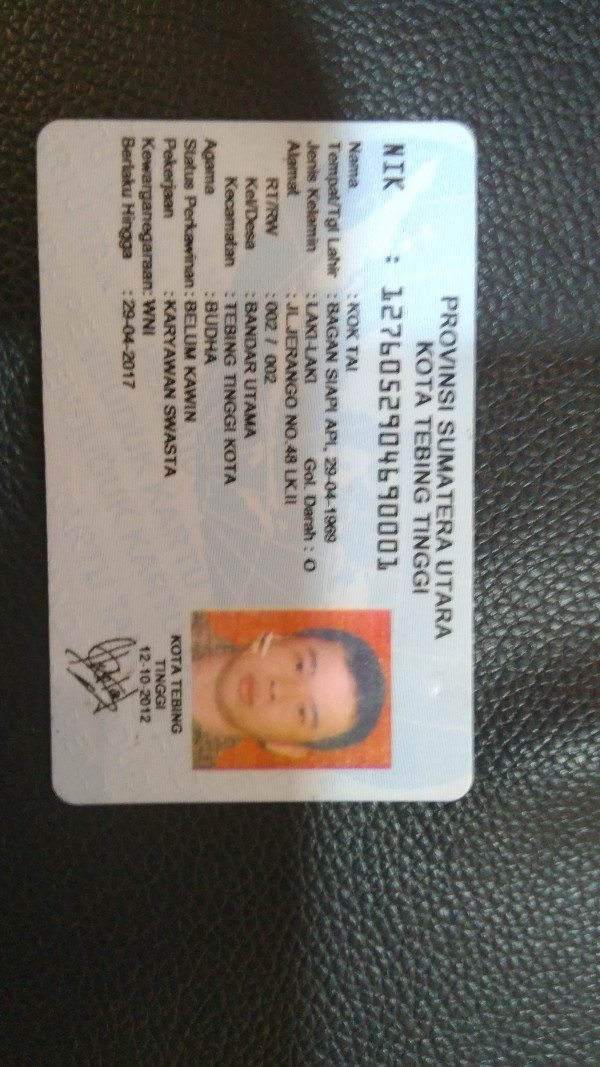 PROVINSI SUMATERA UTARA
KOTA TEBING TINGGI
NIK : 1276052904690001
Nama : KOK TAI
Tempat/Tgl Lahir : BAGAN SIAPI API, 29-04-1969
Jenis Kelamin : LAKI-LAKI Gol. Darah : O
Alamat : JL.JERANGO NO.48 LK.II
RT/RW : 002 / 002
Kel/Desa : BANDAR UTAMA
Kecamatan : TEBING TINGGI KOTA
Agama : BUDHA
Status Perkawinan : BELUM KAWIN
Pekerjaan : KARYAWAN SWASTA
Kewarganegaraan : WNI
Berlaku Hingga : 29-04-2017
KOTA TEBING
TINGGI
12-10-2012